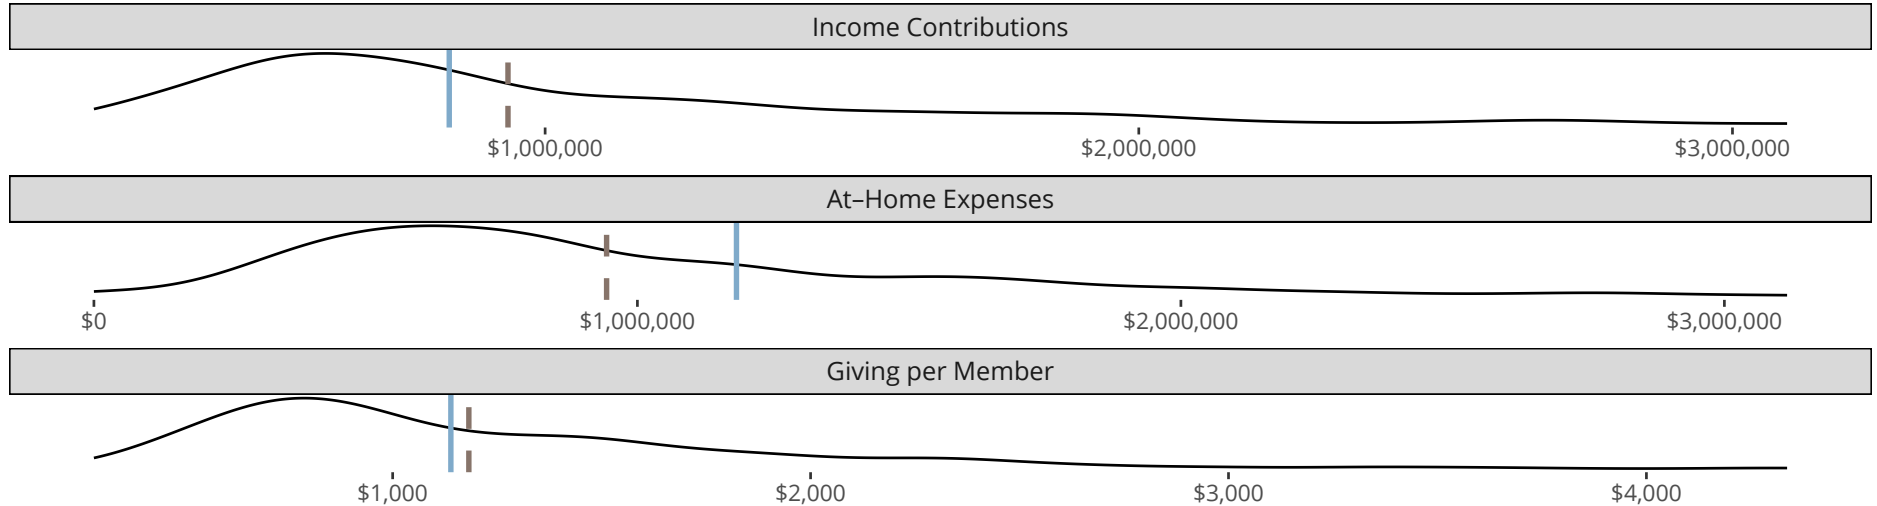 Income Contributions
$1,000,000 $2,000,000 $3,000,000
At–Home Expenses
$0 $1,000,000 $2,000,000 $3,000,000
Giving per Member
$1,000 $2,000 $3,000 $4,000